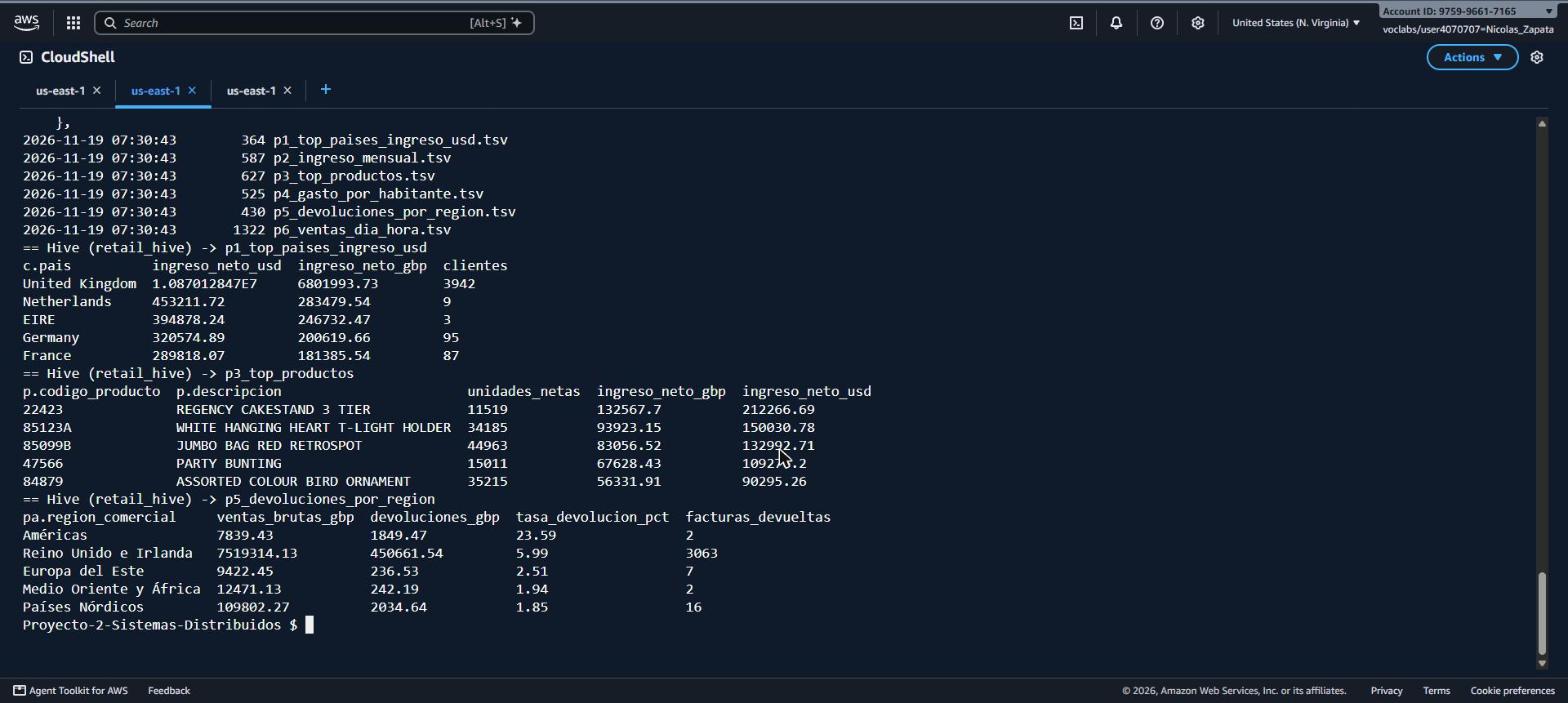 aws Search [Alt+S] United States (N. Virginia) ▼ Account ID: 9759-9661-7165 ▼
voclabs/user4070707=Nicolas_Zapata
CloudShell Actions ▼
us-east-1 × us-east-1 × us-east-1 × +
},
2026-11-19 07:30:43 364 p1_top_paises_ingreso_usd.tsv
2026-11-19 07:30:43 587 p2_ingreso_mensual.tsv
2026-11-19 07:30:43 627 p3_top_productos.tsv
2026-11-19 07:30:43 525 p4_gasto_por_habitante.tsv
2026-11-19 07:30:43 430 p5_devoluciones_por_region.tsv
2026-11-19 07:30:43 1322 p6_ventas_dia_hora.tsv
== Hive (retail_hive) -> p1_top_paises_ingreso_usd
c.pais ingreso_neto_usd ingreso_neto_gbp clientes
United Kingdom 1.087012847E7 6801993.73 3942
Netherlands 453211.72 283479.54 9
EIRE 394878.24 246732.47 3
Germany 320574.89 200619.66 95
France 289818.07 181385.54 87
== Hive (retail_hive) -> p3_top_productos
p.codigo_producto p.descripcion unidades_netas ingreso_neto_gbp ingreso_neto_usd
22423 REGENCY CAKESTAND 3 TIER 11519 132567.7 212266.69
85123A WHITE HANGING HEART T-LIGHT HOLDER 34185 93923.15 150030.78
85099B JUMBO BAG RED RETROSPOT 44963 83056.52 132992.71
47566 PARTY BUNTING 15011 67628.43
84879 ASSORTED COLOUR BIRD ORNAMENT 35215 56331.91 90295.26
== Hive (retail_hive) -> p5_devoluciones_por_region
pa.region_comercial ventas_brutas_gbp devoluciones_gbp tasa_devolucion_pct facturas_devueltas
Américas 7839.43 1849.47 23.59 2
Reino Unido e Irlanda 7519314.13 450661.54 5.99 3063
Europa del Este 9422.45 236.53 2.51 7
Medio Oriente y África 12471.13 242.19 1.94 2
Países Nórdicos 109802.27 2034.64 1.85 16
Proyecto-2-Sistemas-Distribuidos $
Agent Toolkit for AWS Feedback © 2026, Amazon Web Services, Inc. or its affiliates. Privacy Terms Cookie preferences